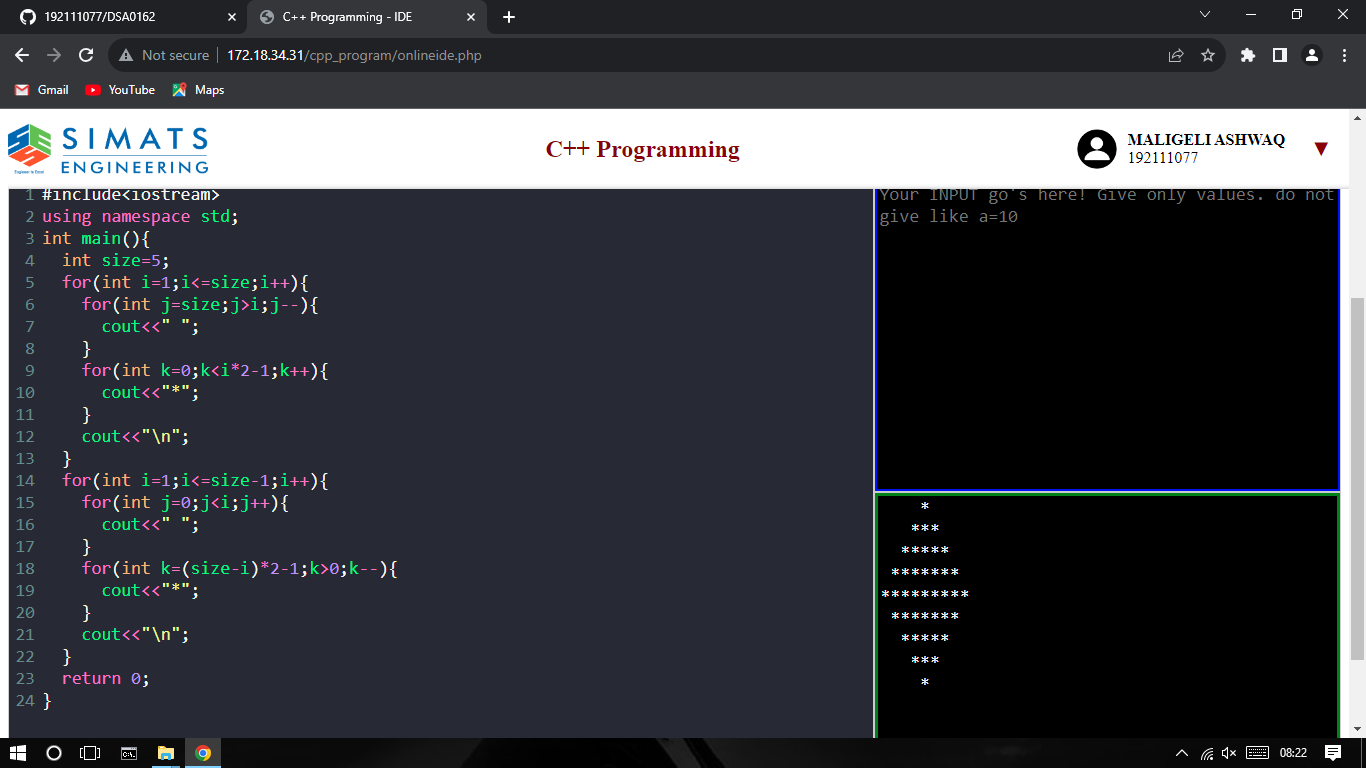 192111077/DSA0162
C++ Programming - IDE
Not secure
172.18.34.31/cpp_program/onlineide.php
Gmail
YouTube
Maps
SIMATS
ENGINEERING
Engineer to Excel
C++ Programming
MALIGELI ASHWAQ
192111077
1 #include<iostream>
2 using namespace std;
3 int main(){
4   int size=5;
5   for(int i=1;i<=size;i++){
6     for(int j=size;j>i;j--){
7       cout<<" ";
8     }
9     for(int k=0;k<i*2-1;k++){
10       cout<<"*";
11     }
12     cout<<"\n";
13   }
14   for(int i=1;i<=size-1;i++){
15     for(int j=0;j<i;j++){
16       cout<<" ";
17     }
18     for(int k=(size-i)*2-1;k>0;k--){
19       cout<<"*";
20     }
21     cout<<"\n";
22   }
23   return 0;
24 }
Your INPUT go's here! Give only values. do not
give like a=10
    *
   ***
  *****
 *******
*********
 *******
  *****
   ***
    *
08:22